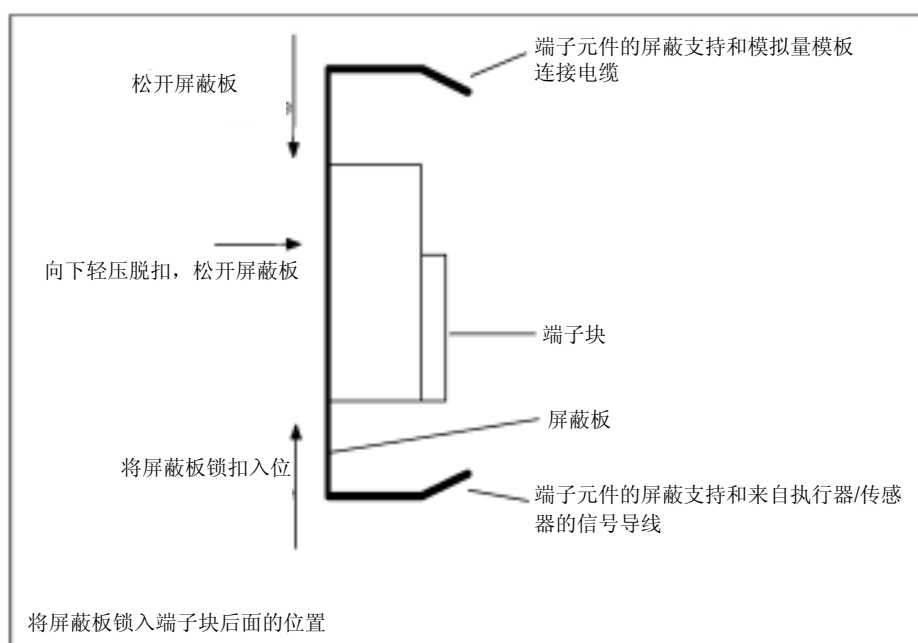 端子元件的屏蔽支持和模拟量模板
连接电缆
松开屏蔽板
向下轻压脱扣，松开屏蔽板
端子块
屏蔽板
将屏蔽板锁扣入位
端子元件的屏蔽支持和来自执行器/传感
器的信号导线
将屏蔽板锁入端子块后面的位置